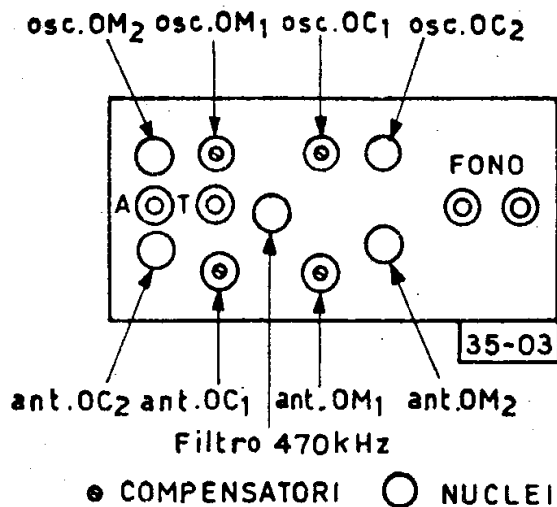 osc.OM₂ osc.OM₁ osc.OC₁ osc.OC₂
FONO
A T
35-03
ant.OC₂ ant.OC₁ ant.OM₁ ant.OM₂
Filtro 470kHz
COMPENSATORI NUCLEI